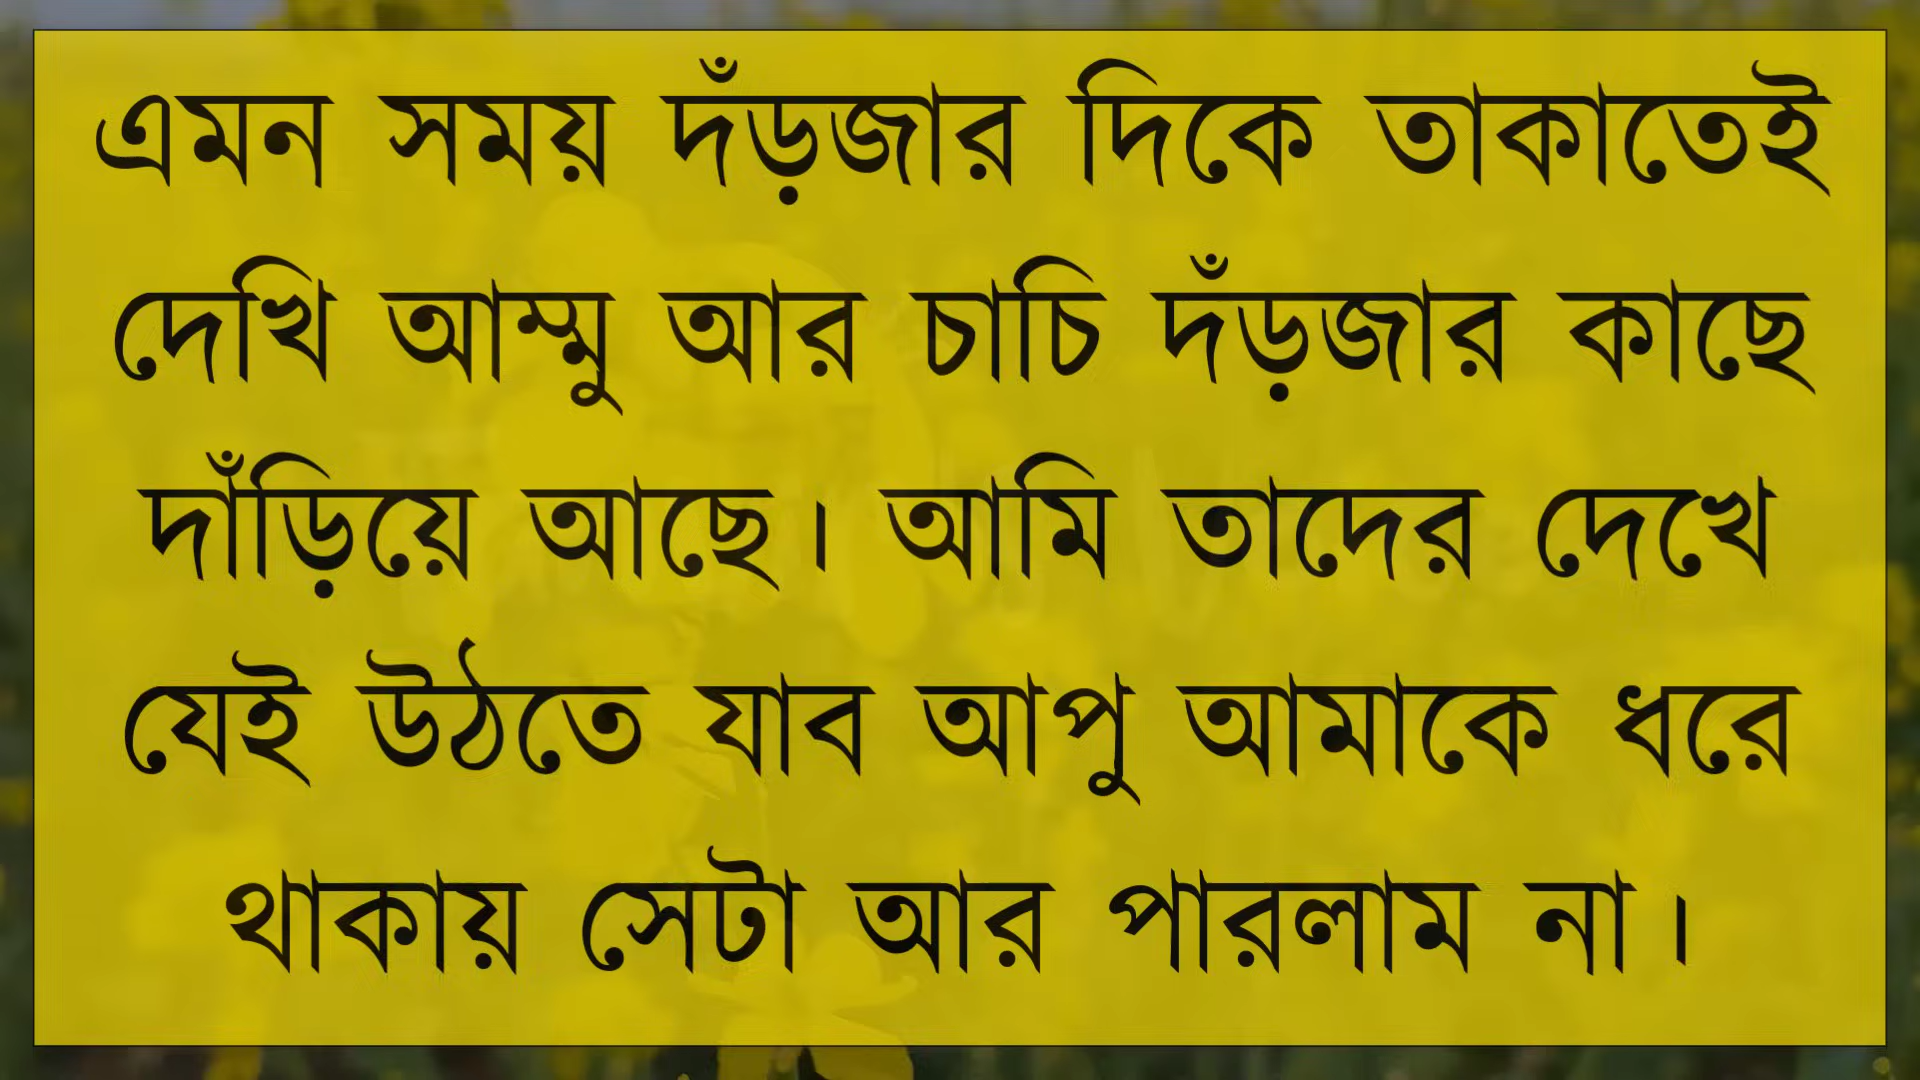 এমন সময় দঁড়জার দিকে তাকাতেই
দেখি আম্মু আর চাচি দঁড়জার কাছে
দাঁড়িয়ে আছে। আমি তাদের দেখে
যেই উঠতে যাব আপু আমাকে ধরে
থাকায় সেটা আর পারলাম না।